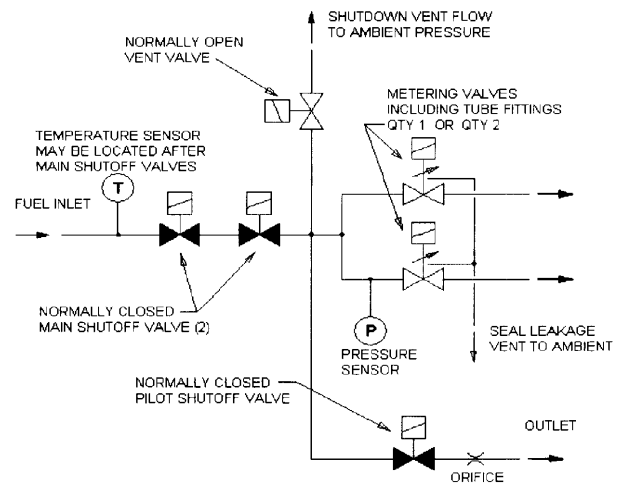 SHUTDOWN VENT FLOW
TO AMBIENT PRESSURE
NORMALLY OPEN
VENT VALVE
METERING VALVES
INCLUDING TUBE FITTINGS
QTY 1 OR QTY 2
TEMPERATURE SENSOR
MAY BE LOCATED AFTER
MAIN SHUTOFF VALVES
T
FUEL INLET
NORMALLY CLOSED
MAIN SHUTOFF VALVE (2)
P
PRESSURE
SENSOR
SEAL LEAKAGE
VENT TO AMBIENT
NORMALLY CLOSED
PILOT SHUTOFF VALVE
OUTLET
ORIFICE